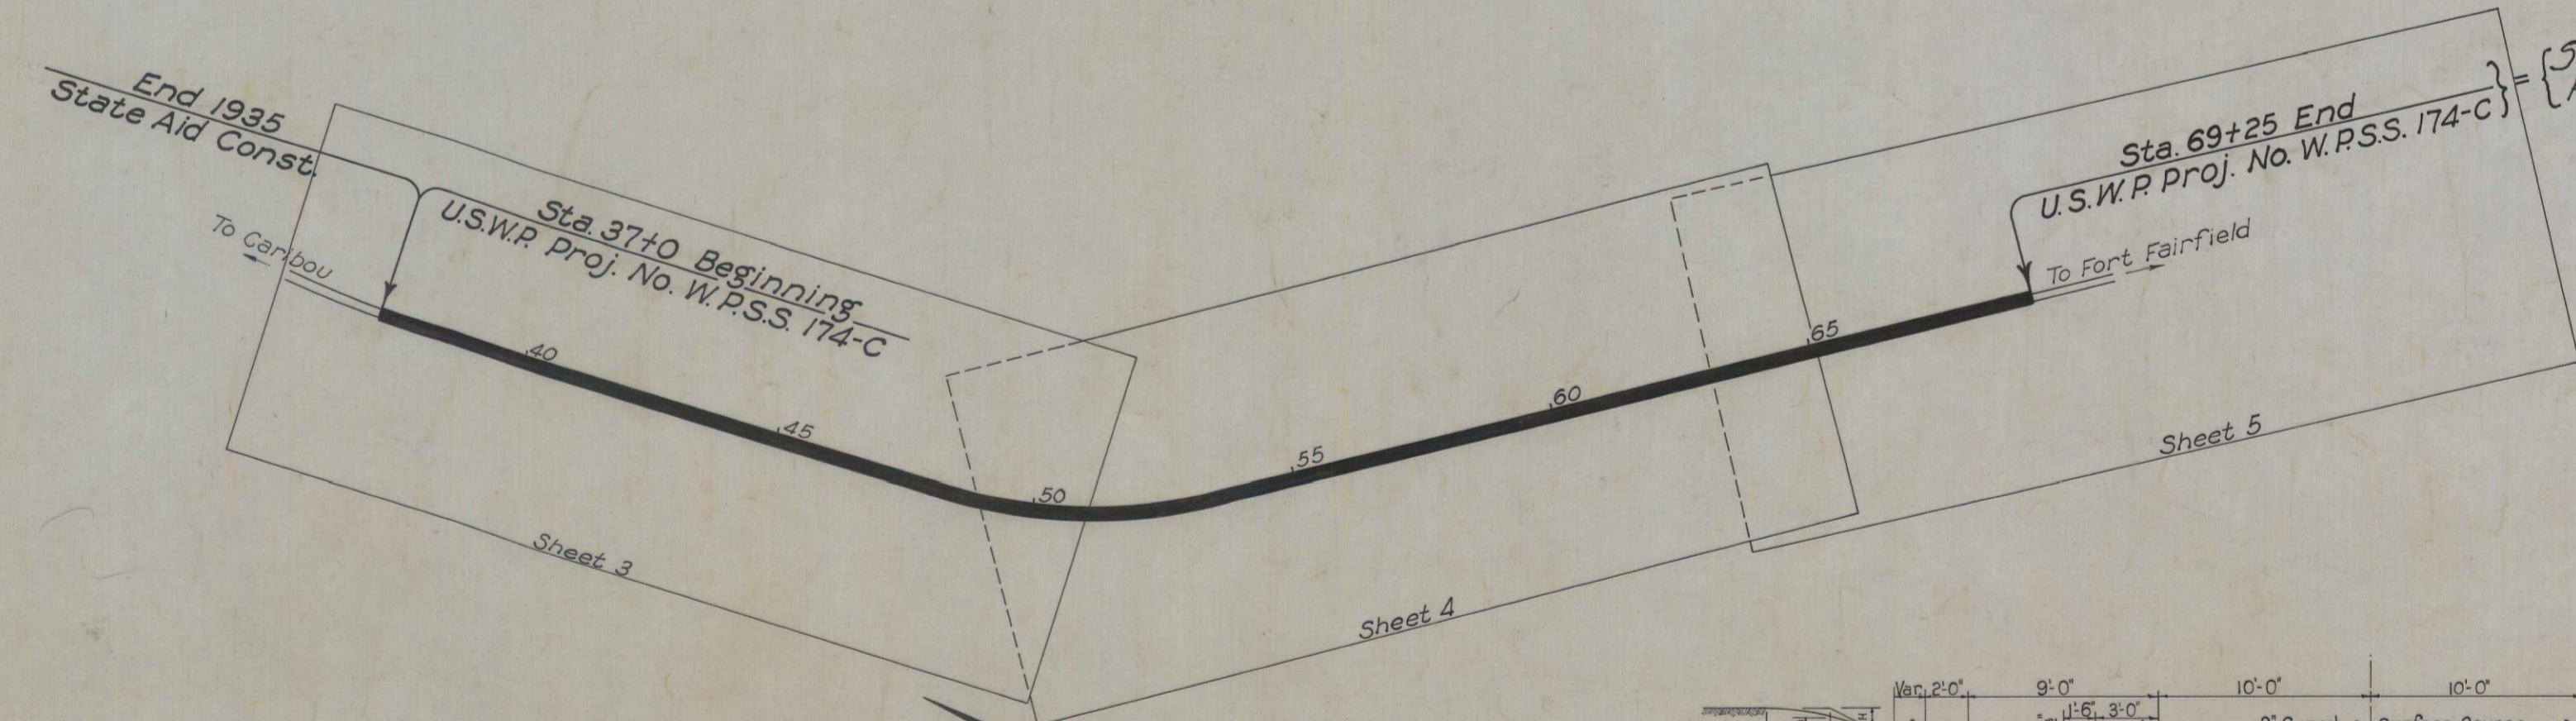 End 1935
State Aid Const.
To Caribou
Sta. 37+0 Beginning
U.S.W.P. Proj. No. W.P.S.S. 174-C
Sta. 69+25 End
U.S.W.P. Proj. No. W.P.S.S. 174-C } = {
To Fort Fairfield
40
45
50
55
60
65
Sheet 3
Sheet 4
Sheet 5
Var. 2'-0" 9'-0" 10'-0" 10'-0"
1'-6" 3'-0"